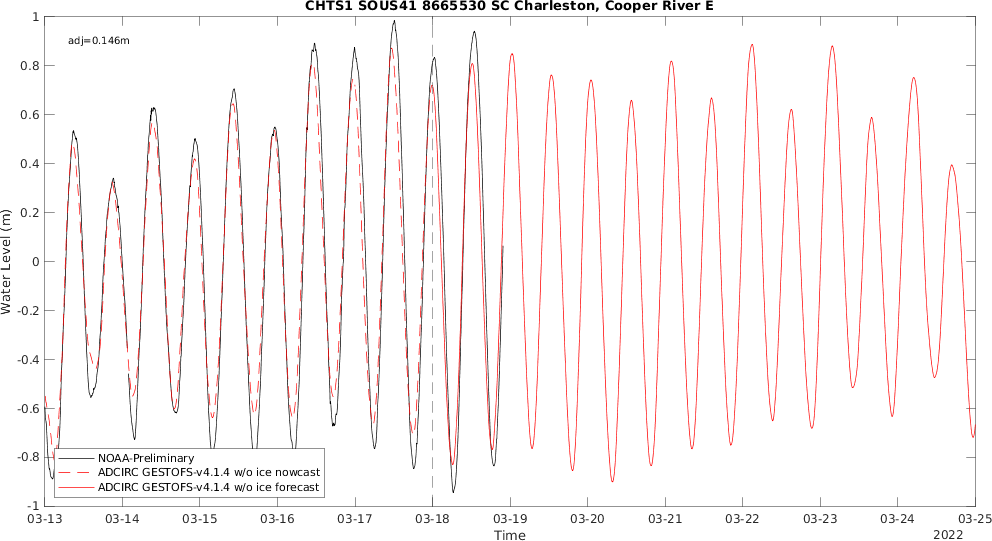 CHTS1 SOUS41 8665530 SC Charleston, Cooper River E
adj=0.146m
1
0.8
0.6
0.4
0.2
0
-0.2
-0.4
-0.6
-0.8
-1
Water Level (m)
NOAA-Preliminary
ADCIRC GESTOFS-v4.1.4 w/o ice nowcast
ADCIRC GESTOFS-v4.1.4 w/o ice forecast
03-13 03-14 03-15 03-16 03-17 03-18 03-19 03-20 03-21 03-22 03-23 03-24 03-25
Time
2022